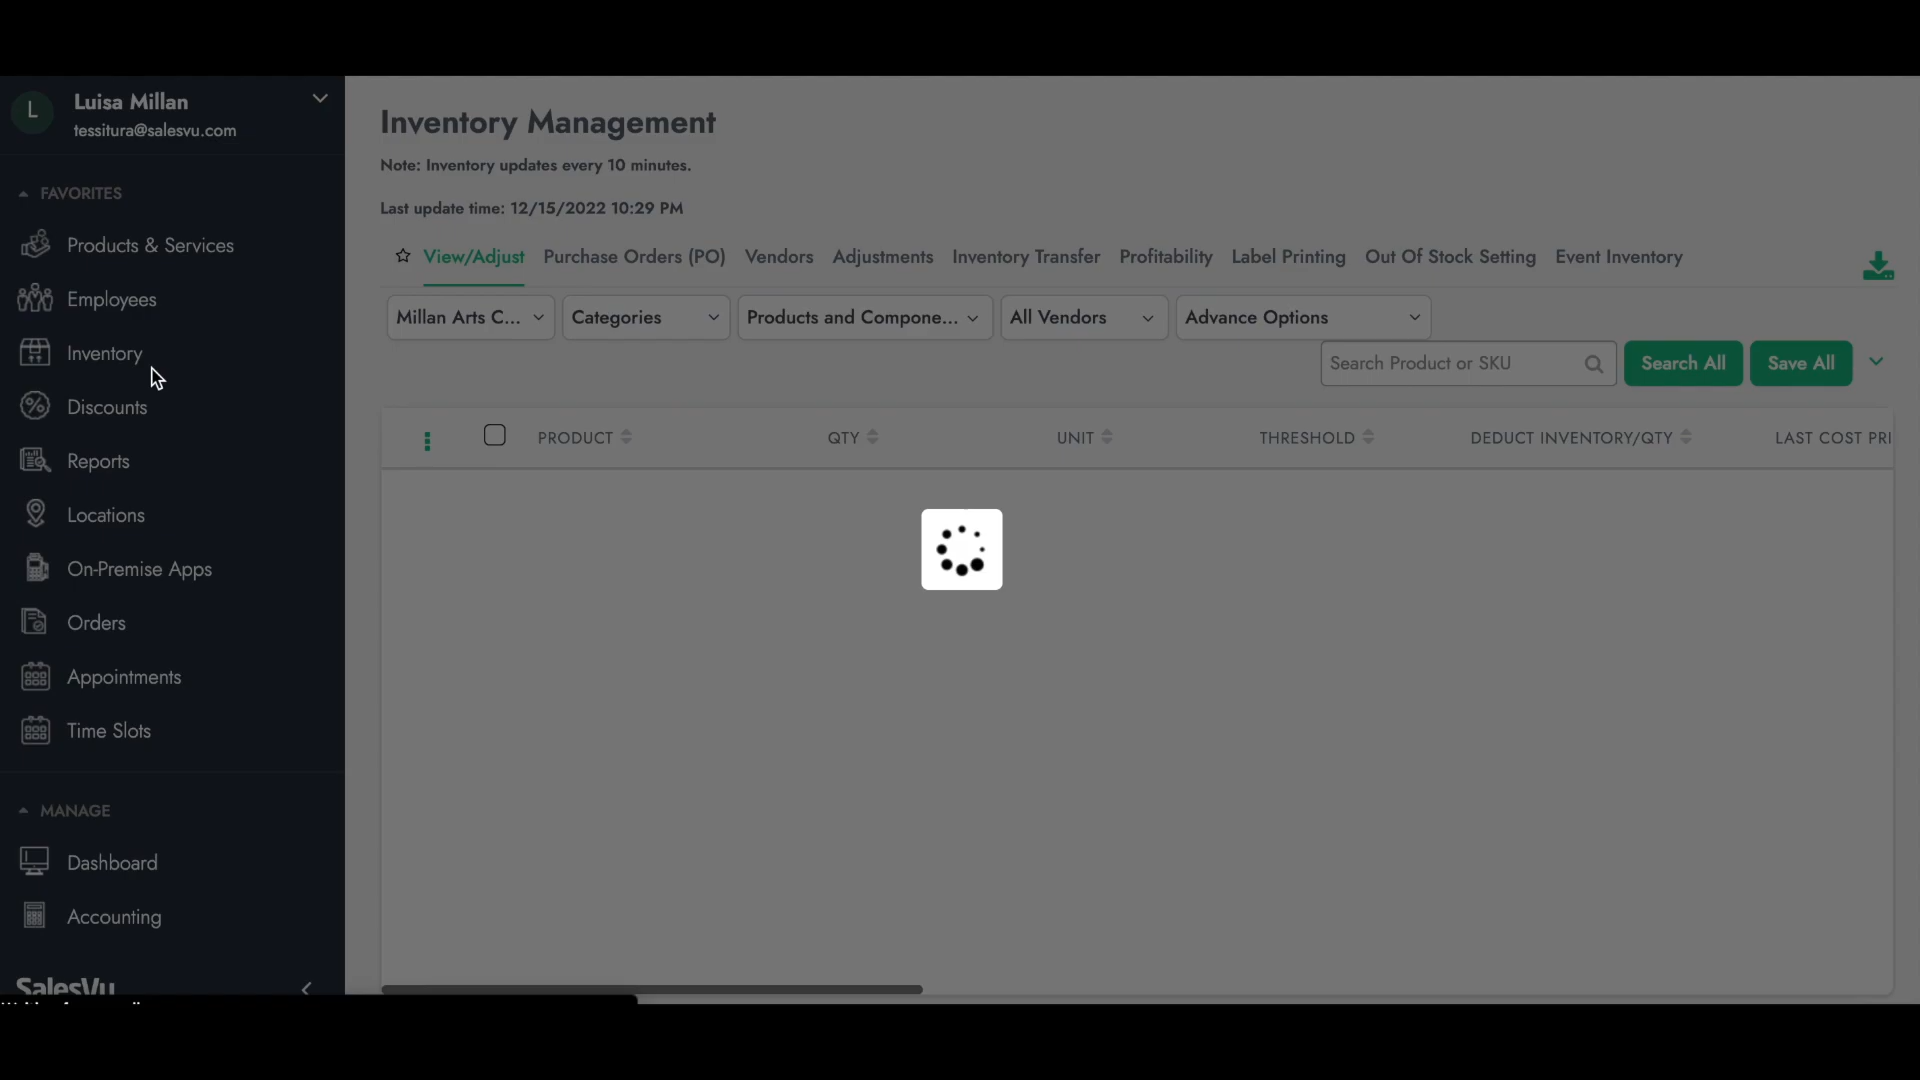 L
Luisa Millan
tessitura@salesvu.com
FAVORITES
Products & Services
Employees
Inventory
Discounts
Reports
Locations
On-Premise Apps
Orders
Appointments
Time Slots
MANAGE
Dashboard
Accounting
SalesVu
Inventory Management
Note: Inventory updates every 10 minutes.
Last update time: 12/15/2022 10:29 PM
View/Adjust Purchase Orders (PO) Vendors Adjustments Inventory Transfer Profitability Label Printing Out Of Stock Setting Event Inventory
Millan Arts C... Categories Products and Compone... All Vendors Advance Options
Search Product or SKU Search All Save All
PRODUCT QTY UNIT THRESHOLD DEDUCT INVENTORY/QTY LAST COST PRI